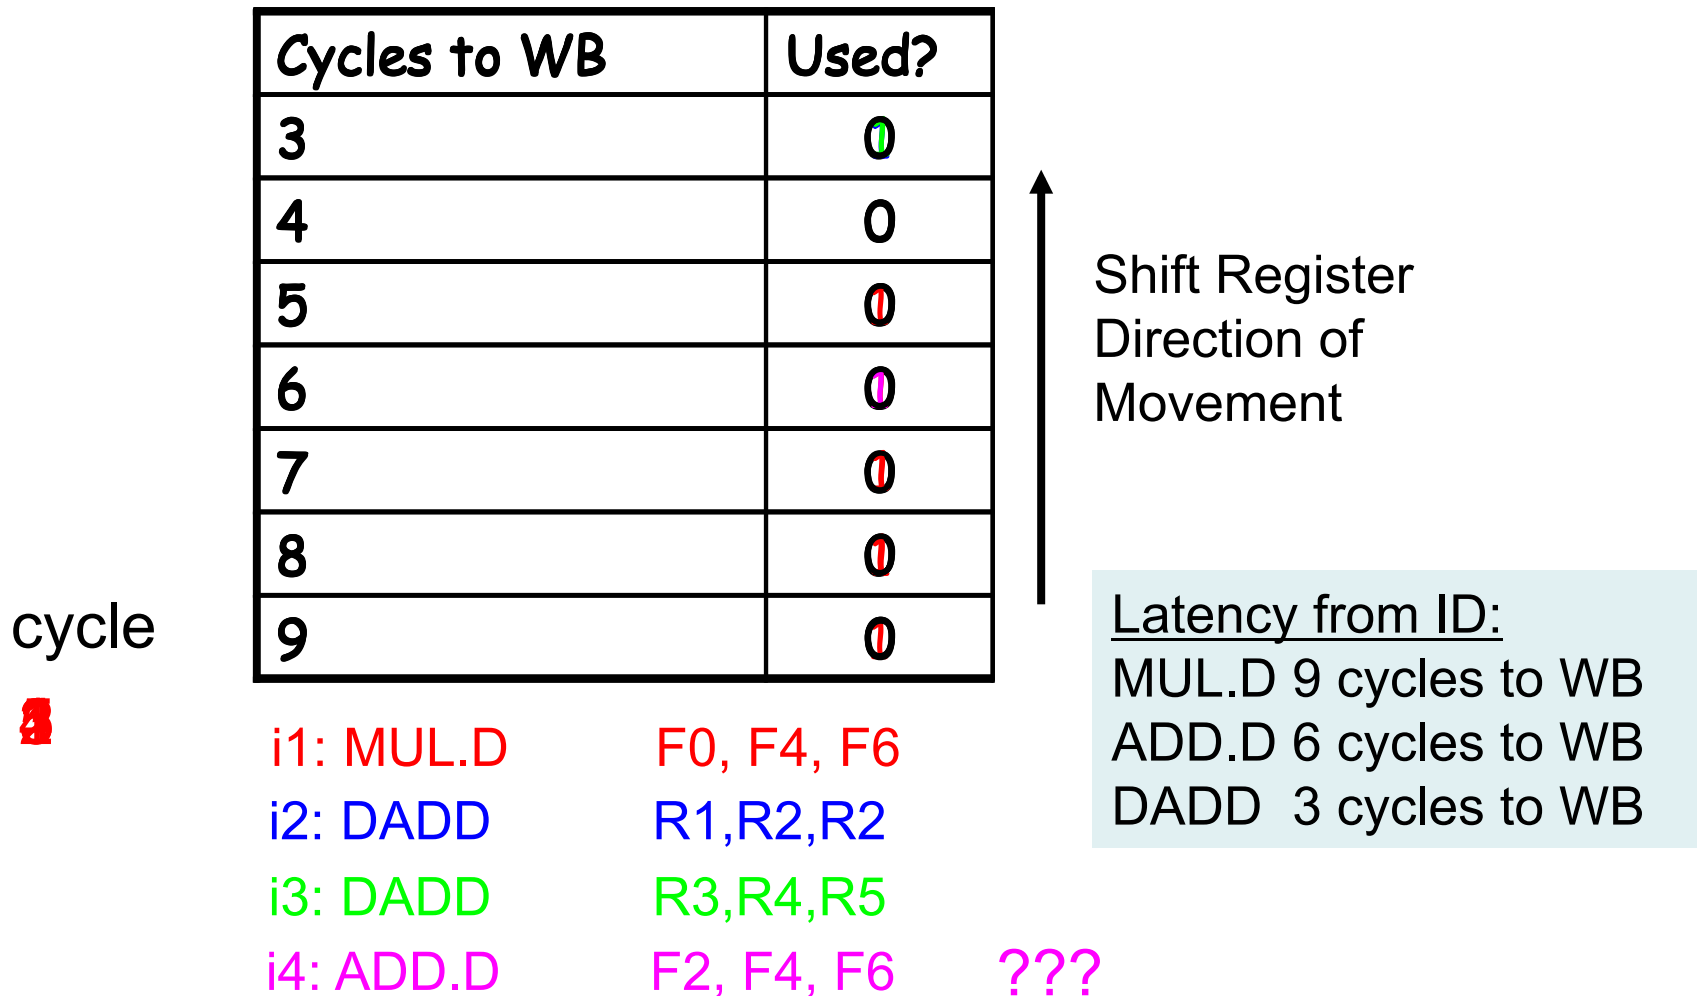 Cycles to WB Used?
3 0
4 0
5 0
6 0
7 0
8 0
9 0
Shift Register
Direction of
Movement
cycle
Latency from ID:
MUL.D 9 cycles to WB
ADD.D 6 cycles to WB
DADD 3 cycles to WB
i1: MUL.D F0, F4, F6
i2: DADD R1,R2,R2
i3: DADD R3,R4,R5
i4: ADD.D F2, F4, F6 ???